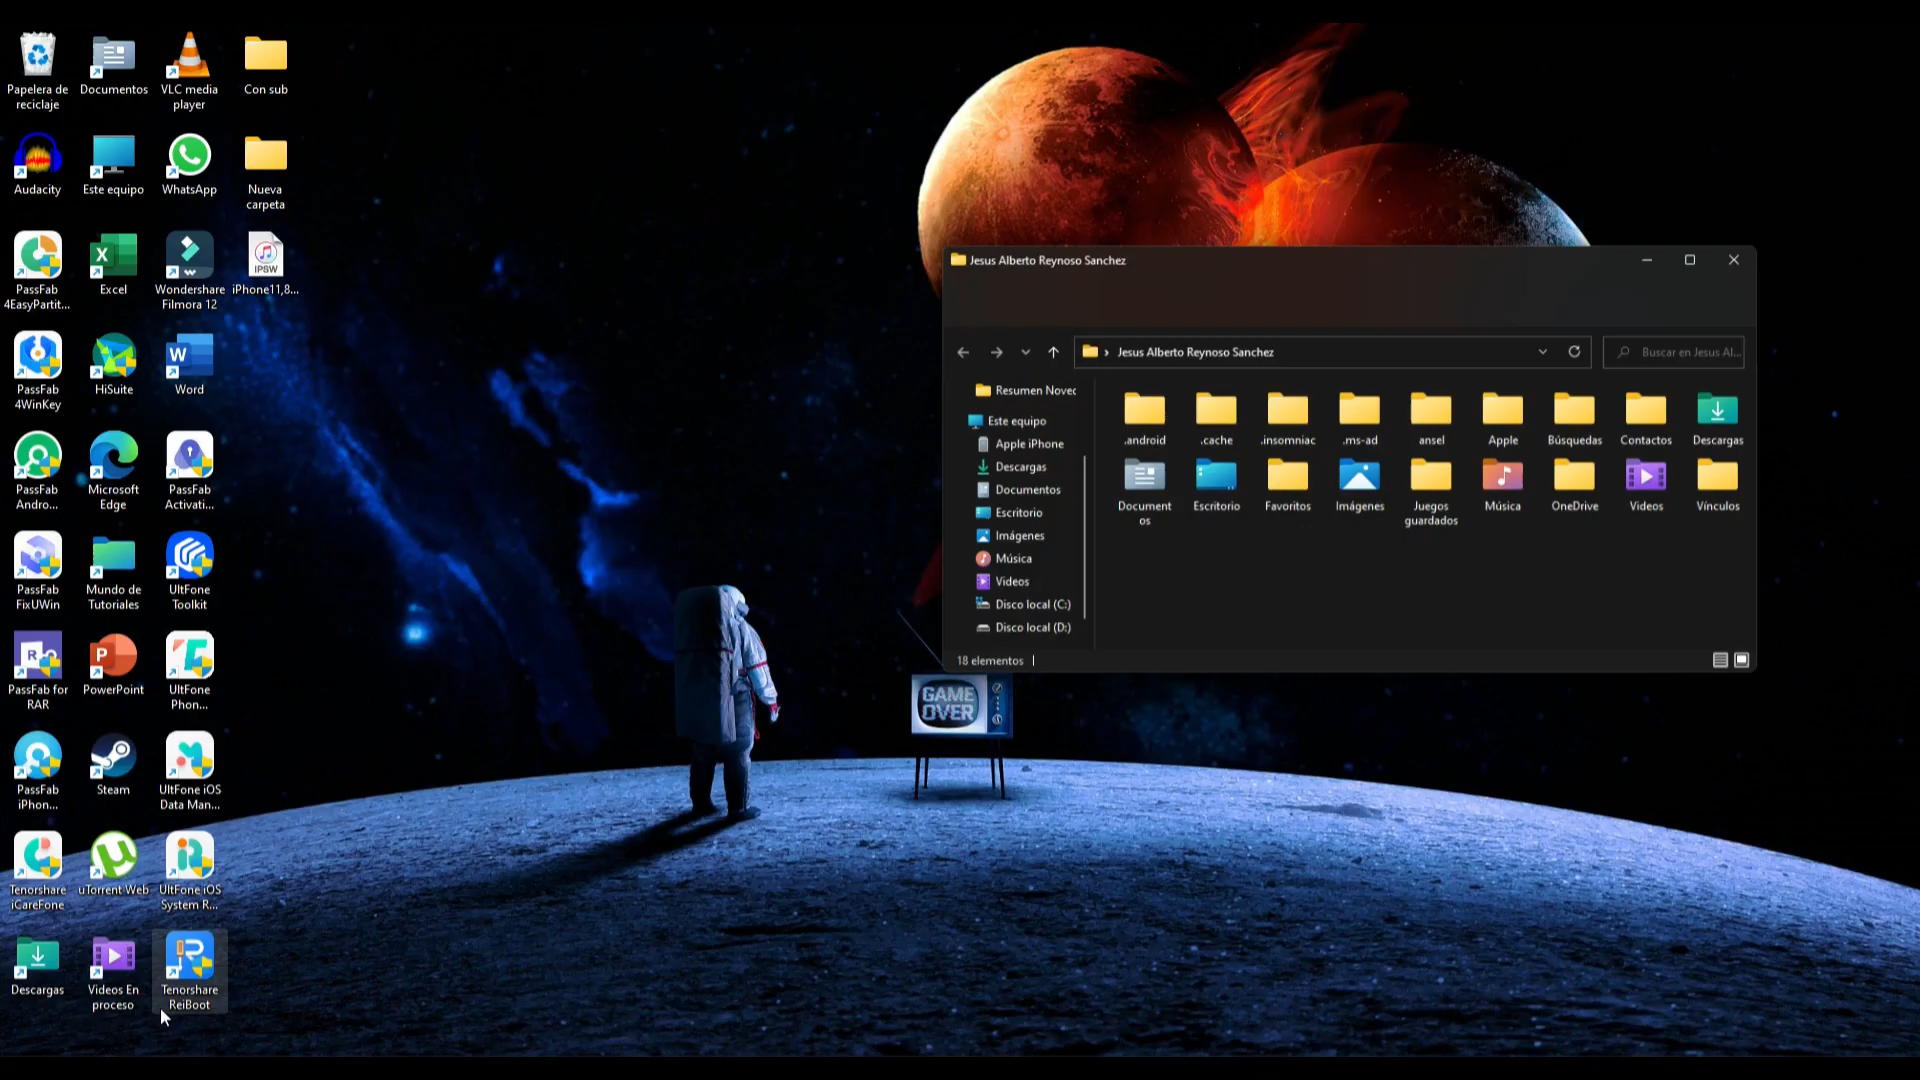 Papelera de
reciclaje
Documentos
VLC media
player
Con sub
Audacity
Este equipo
WhatsApp
Nueva
carpeta
PassFab
4EasyPartit...
X
Excel
Wondershare
Filmora 12
IPSW
iPhone11,8...
PassFab
4WinKey
HiSuite
W
Word
PassFab
Andro...
Microsoft
Edge
PassFab
Activati...
PassFab
FixUWin
Mundo de
Tutoriales
UltFone
Toolkit
PassFab for
RAR
P
PowerPoint
UltFone
Phon...
PassFab
iPhon...
Steam
UltFone iOS
Data Man...
Tenorshare
iCareFone
uTorrent Web
UltFone iOS
System R...
Descargas
Videos En
proceso
Tenorshare
ReiBoot
GAME
OVER
Jesus Alberto Reynoso Sanchez
Jesus Alberto Reynoso Sanchez
Buscar en Jesus Al...
Resumen Noved
Este equipo
Apple iPhone
Descargas
Documentos
Escritorio
Imágenes
Música
Videos
Disco local (C:)
Disco local (D:)
.android
.cache
.insomniac
.ms-ad
ansel
Apple
Búsquedas
Contactos
Descargas
Document
os
Escritorio
Favoritos
Imágenes
Juegos
guardados
Música
OneDrive
Videos
Vínculos
18 elementos